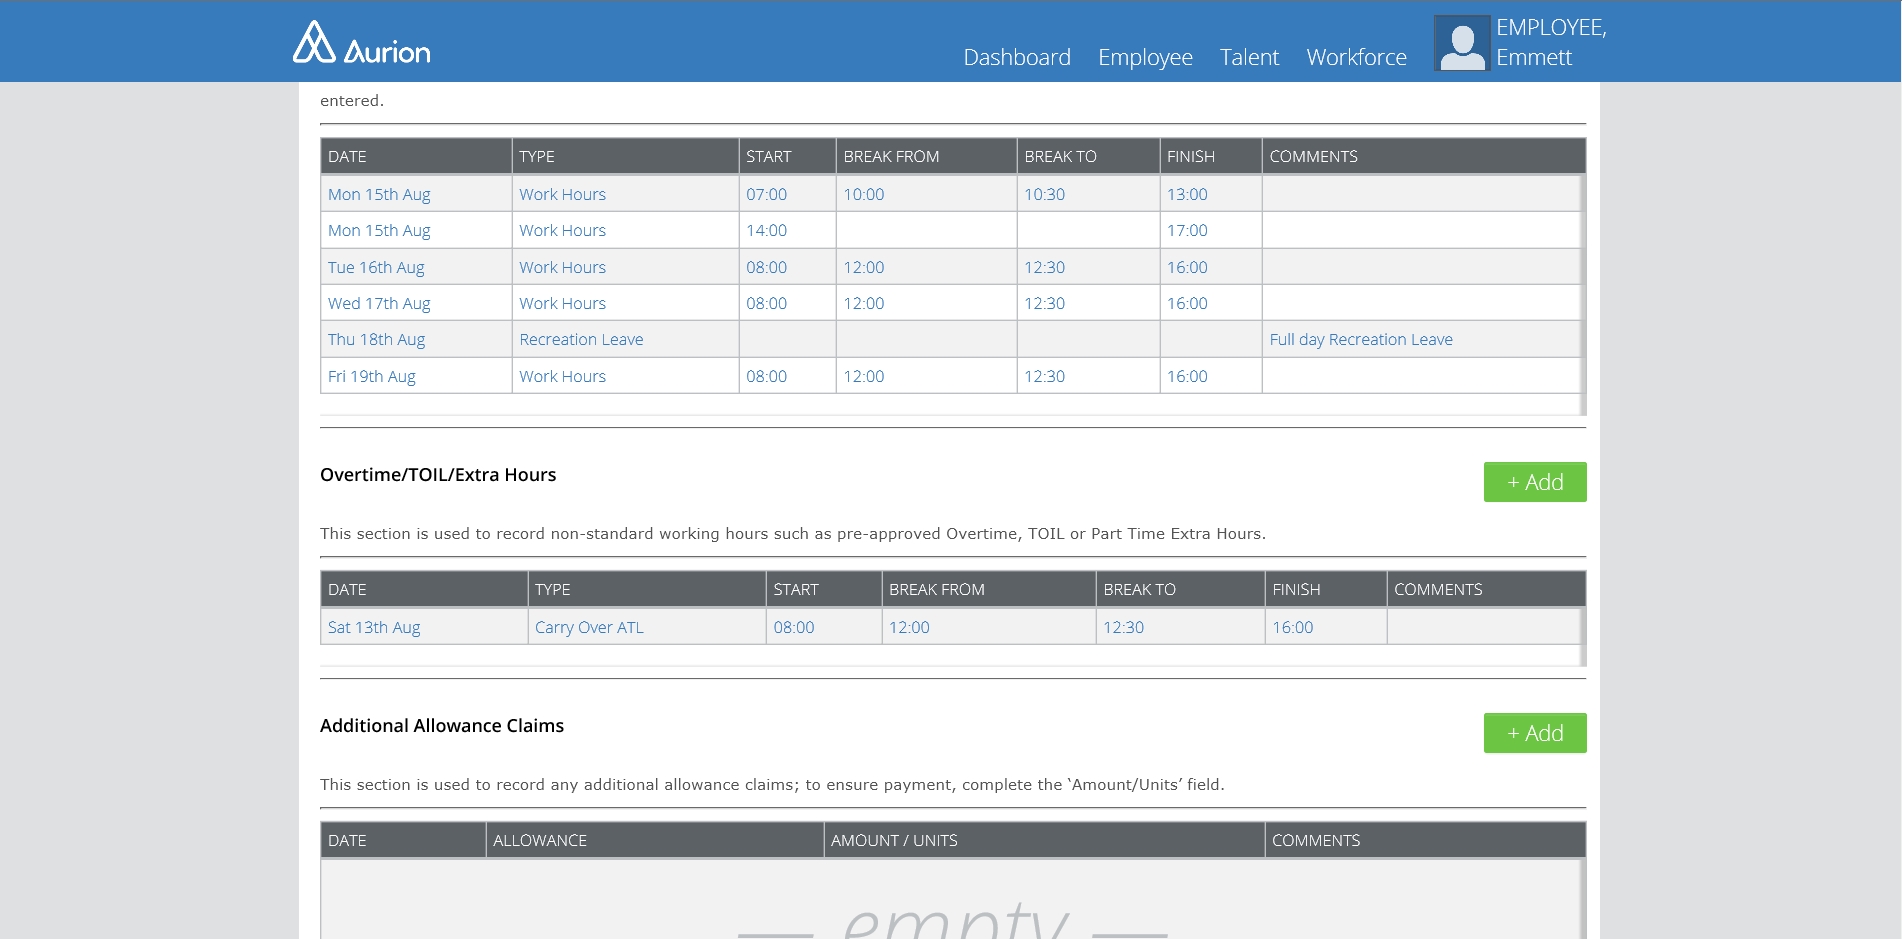 Aurion
Dashboard Employee Talent Workforce EMPLOYEE,
Emmett
entered.
DATE TYPE START BREAK FROM BREAK TO FINISH COMMENTS
Mon 15th Aug Work Hours 07:00 10:00 10:30 13:00
Mon 15th Aug Work Hours 14:00 17:00
Tue 16th Aug Work Hours 08:00 12:00 12:30 16:00
Wed 17th Aug Work Hours 08:00 12:00 12:30 16:00
Thu 18th Aug Recreation Leave Full day Recreation Leave
Fri 19th Aug Work Hours 08:00 12:00 12:30 16:00
Overtime/TOIL/Extra Hours
+ Add
This section is used to record non-standard working hours such as pre-approved Overtime, TOIL or Part Time Extra Hours.
DATE TYPE START BREAK FROM BREAK TO FINISH COMMENTS
Sat 13th Aug Carry Over ATL 08:00 12:00 12:30 16:00
Additional Allowance Claims
+ Add
This section is used to record any additional allowance claims; to ensure payment, complete the ‘Amount/Units’ field.
DATE ALLOWANCE AMOUNT / UNITS COMMENTS
— empty —